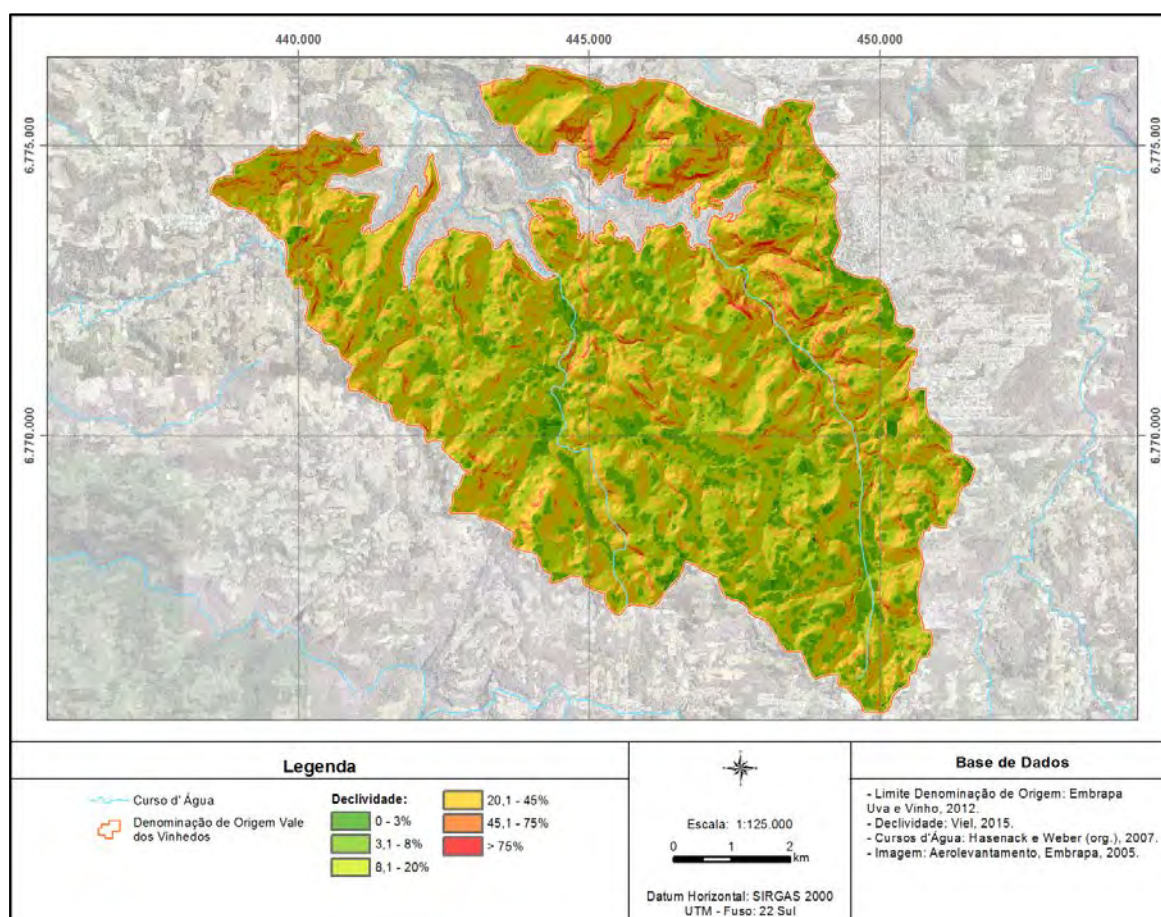 440.000
445.000
450.000
6.775.000
6.775.000
6.770.000
6.770.000
Legenda
Curso d' Água
Denominação de Origem Vale
dos Vinhedos
Declividade:
0 - 3%
3,1 - 8%
8,1 - 20%
20,1 - 45%
45,1 - 75%
> 75%
Escala: 1:125.000
0 1 2
km
Datum Horizontal: SIRGAS 2000
UTM - Fuso: 22 Sul
Base de Dados
- Limite Denominação de Origem: Embrapa
Uva e Vinho, 2012.
- Declividade: Viel, 2015.
- Cursos d'Água: Hasenack e Weber (org.), 2007.
- Imagem: Aerolevantamento, Embrapa, 2005.